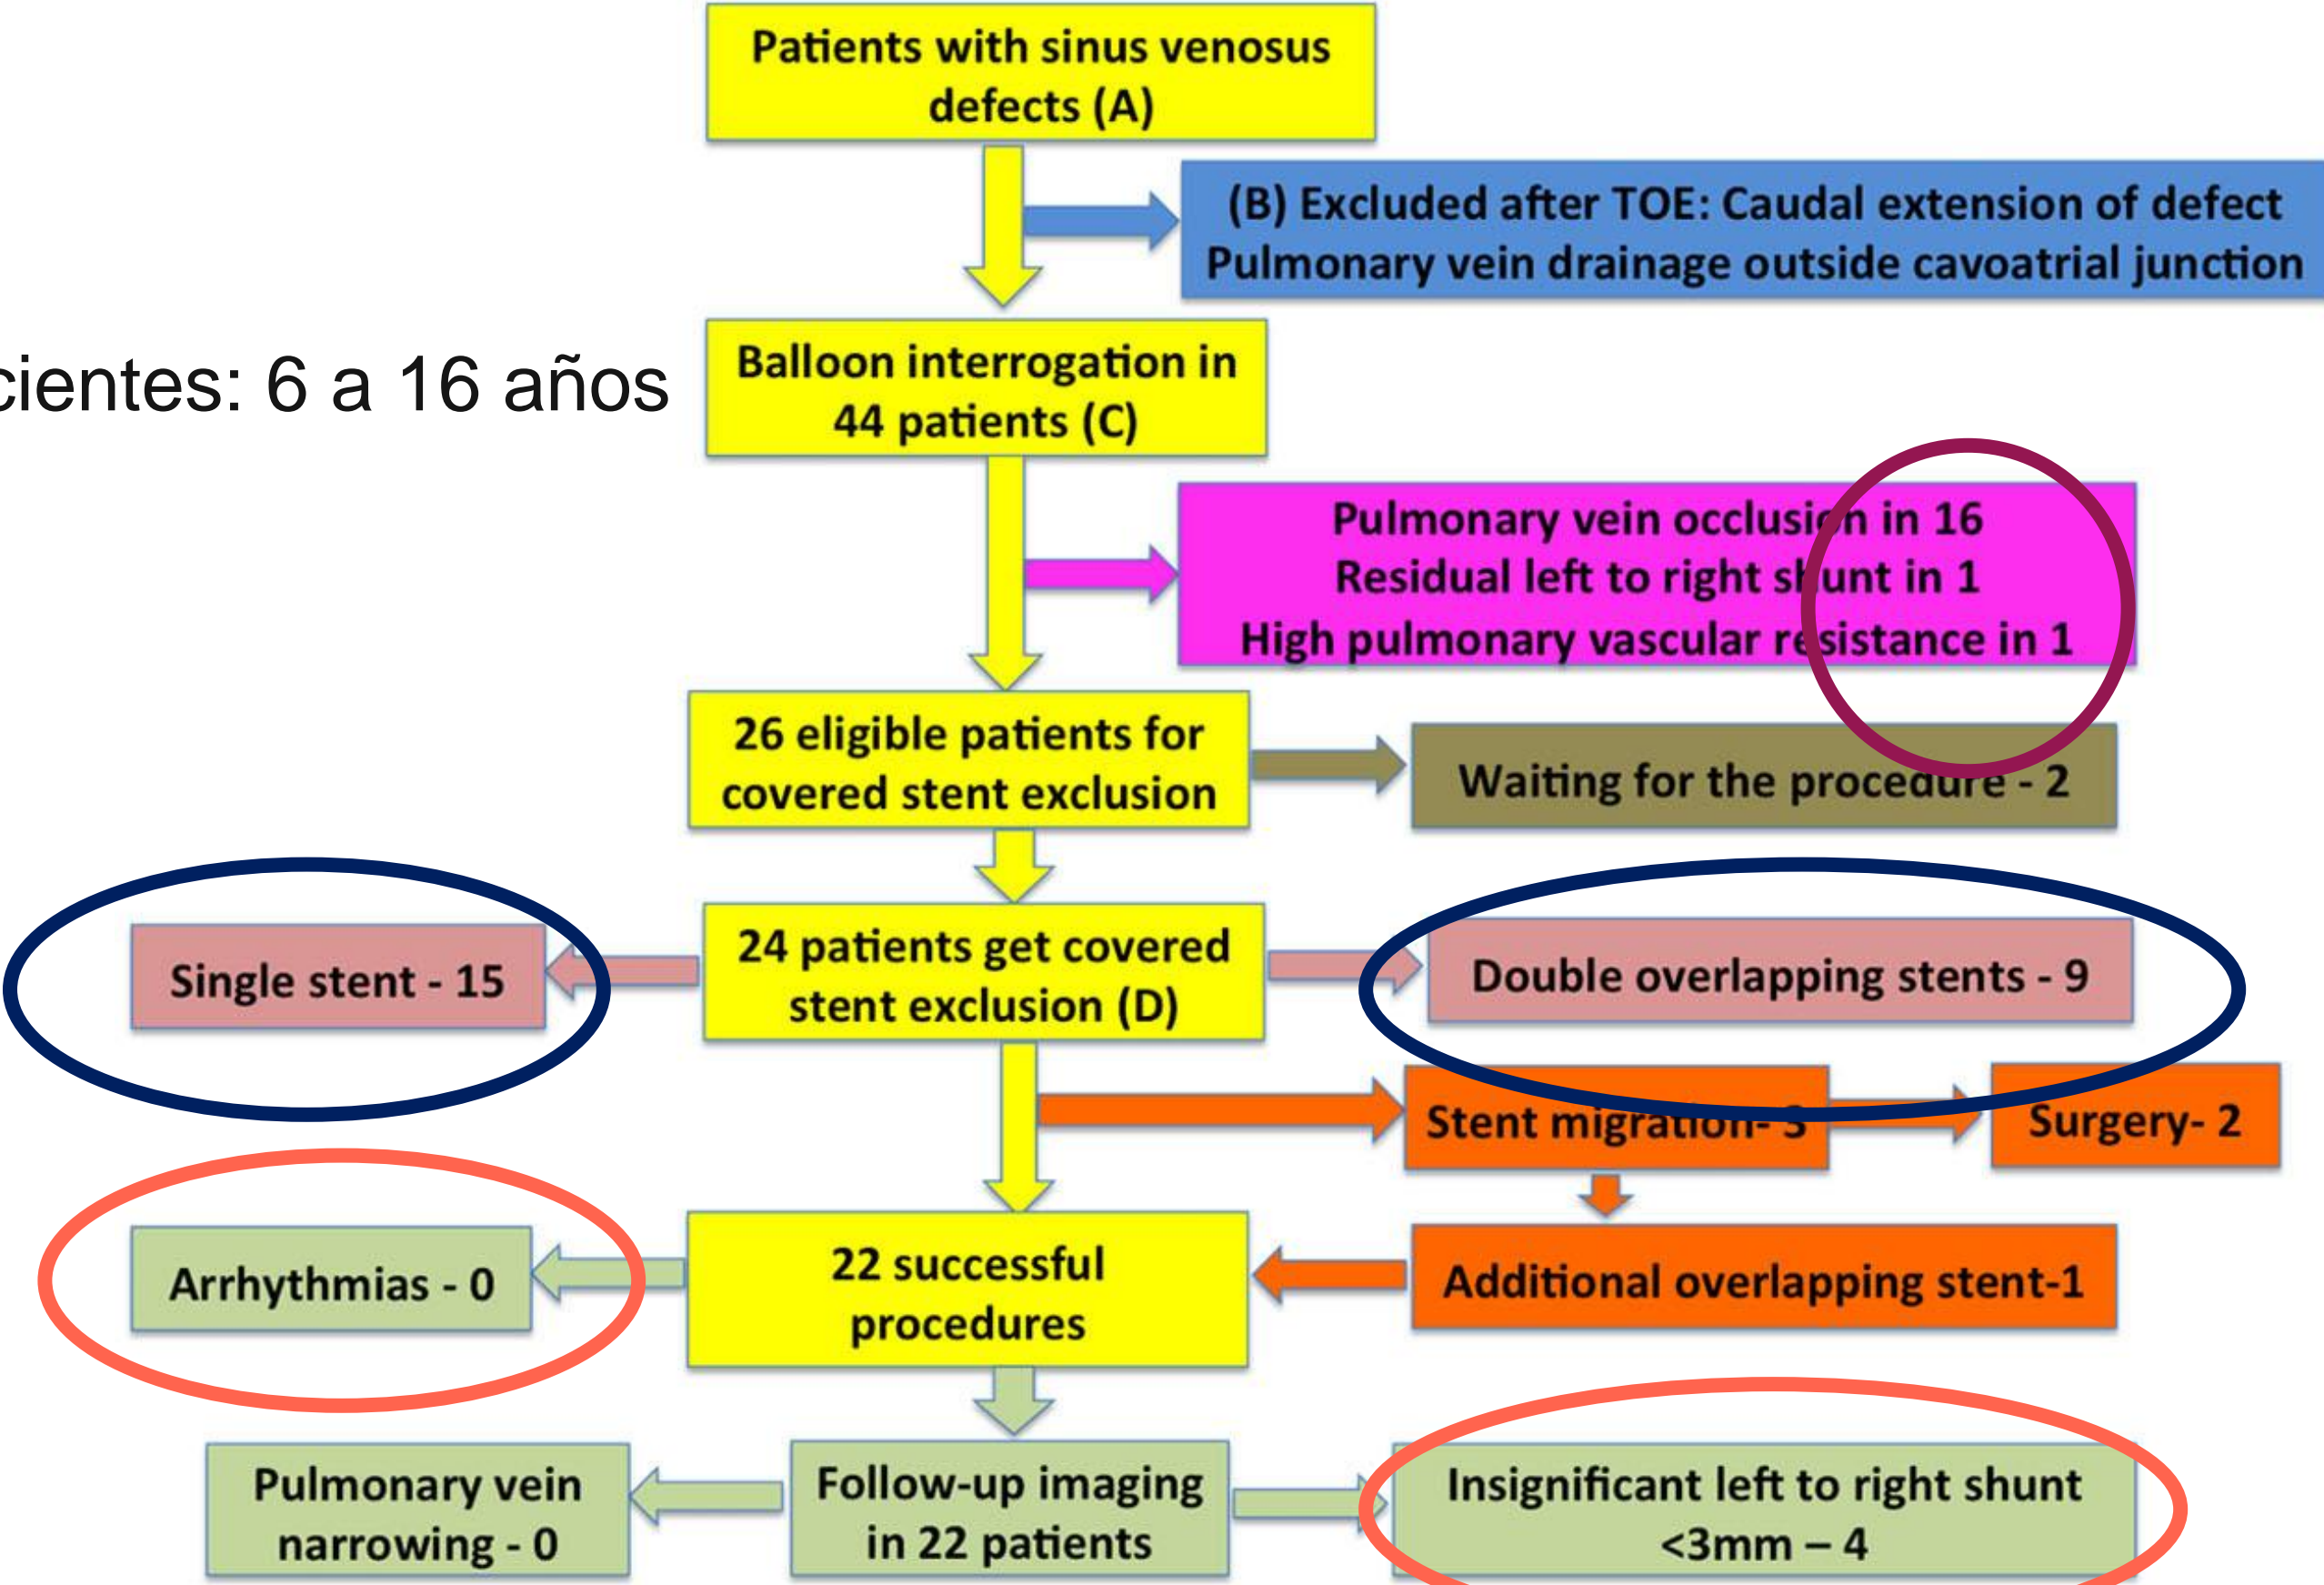 Patients with sinus venosus
defects (A)
(B) Excluded after TOE: Caudal extension of defect
Pulmonary vein drainage outside cavoatrial junction
cientes: 6 a 16 años
Balloon interrogation in
44 patients (C)
Pulmonary vein occlusion in 16
Residual left to right shunt in 1
High pulmonary vascular resistance in 1
26 eligible patients for
covered stent exclusion
Waiting for the procedure - 2
Single stent - 15
24 patients get covered
stent exclusion (D)
Double overlapping stents - 9
Stent migration- 3
Surgery- 2
Arrhythmias - 0
22 successful
procedures
Additional overlapping stent-1
Pulmonary vein
narrowing - 0
Follow-up imaging
in 22 patients
Insignificant left to right shunt
<3mm – 4